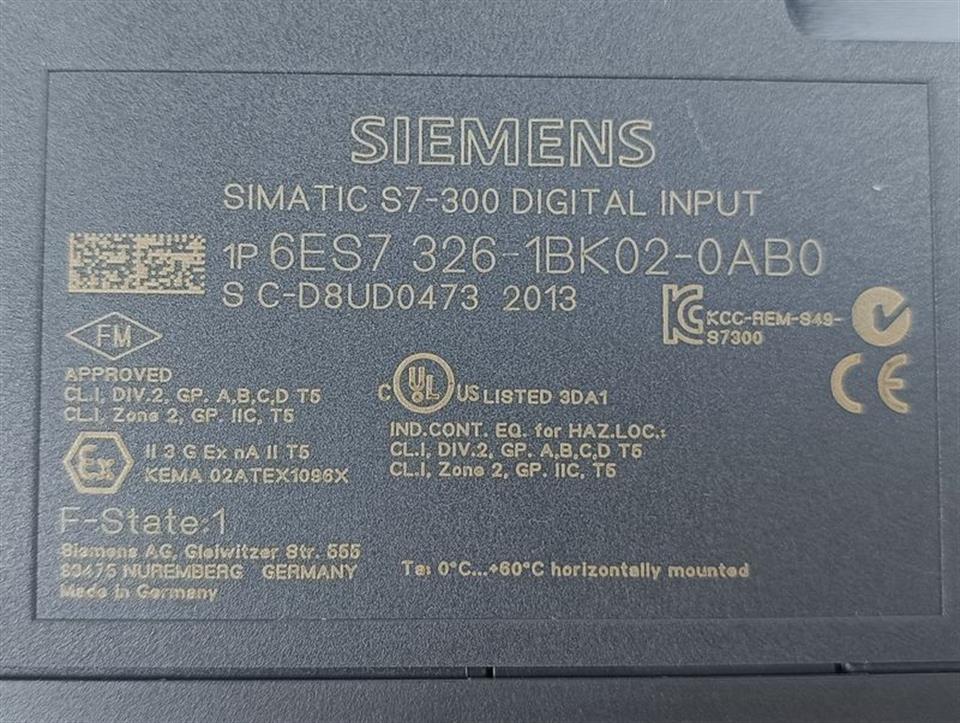 SIEMENS
SIMATIC S7-300 DIGITAL INPUT
1P 6ES7 326-1BK02-0AB0
S C-D8UD0473 2013
KCC-REM-S49-
S7300
FM
APPROVED
CL.I, DIV.2, GP. A,B,C,D T5
CL.I, Zone 2, GP. IIC, T5
C UL US LISTED 3DA1
IND.CONT. EQ. for HAZ.LOC.:
CL.I, DIV.2, GP. A,B,C,D T5
CL.I, Zone 2, GP. IIC, T5
CE
Ex II 3 G Ex nA II T5
KEMA 02ATEX1096X
F-State:1
Siemens AG, Gleiwitzer Str. 555
90475 NUREMBERG GERMANY
Made in Germany
Ta: 0°C...+60°C horizontally mounted